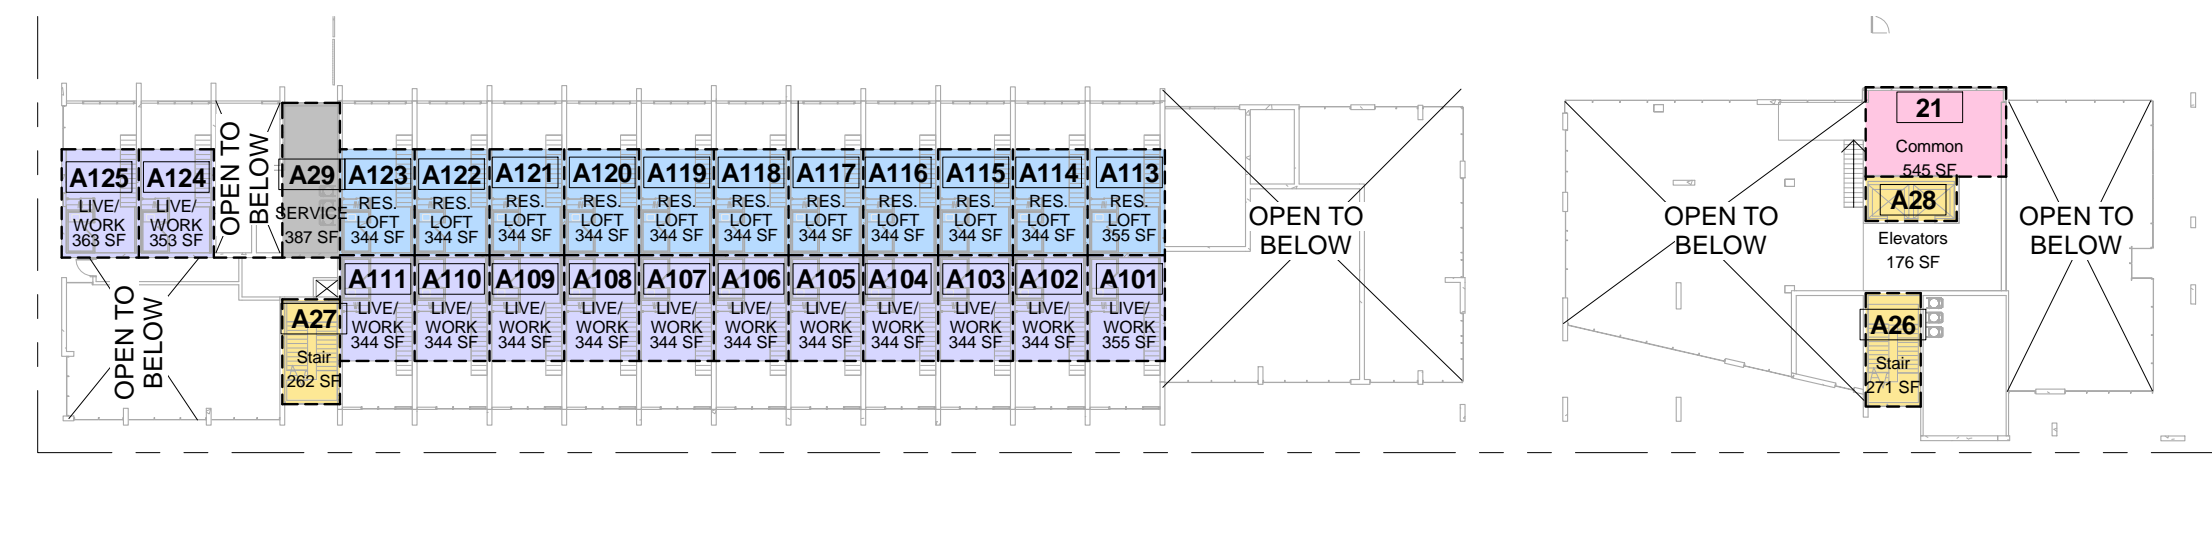 A125
LIVE/
WORK
363 SF
A124
LIVE/
WORK
353 SF
OPEN TO
BELOW
A29
SERVICE
387 SF
A123
RES.
LOFT
344 SF
A122
RES.
LOFT
344 SF
A121
RES.
LOFT
344 SF
A120
RES.
LOFT
344 SF
A119
RES.
LOFT
344 SF
A118
RES.
LOFT
344 SF
A117
RES.
LOFT
344 SF
A116
RES.
LOFT
344 SF
A115
RES.
LOFT
344 SF
A114
RES.
LOFT
344 SF
A113
RES.
LOFT
355 SF
OPEN TO
BELOW
A27
Stair
262 SF
A111
LIVE/
WORK
344 SF
A110
LIVE/
WORK
344 SF
A109
LIVE/
WORK
344 SF
A108
LIVE/
WORK
344 SF
A107
LIVE/
WORK
344 SF
A106
LIVE/
WORK
344 SF
A105
LIVE/
WORK
344 SF
A104
LIVE/
WORK
344 SF
A103
LIVE/
WORK
344 SF
A102
LIVE/
WORK
344 SF
A101
LIVE/
WORK
355 SF
OPEN TO
BELOW
OPEN TO
BELOW
21
Common
545 SF
A28
Elevators
176 SF
A26
Stair
271 SF
OPEN TO
BELOW